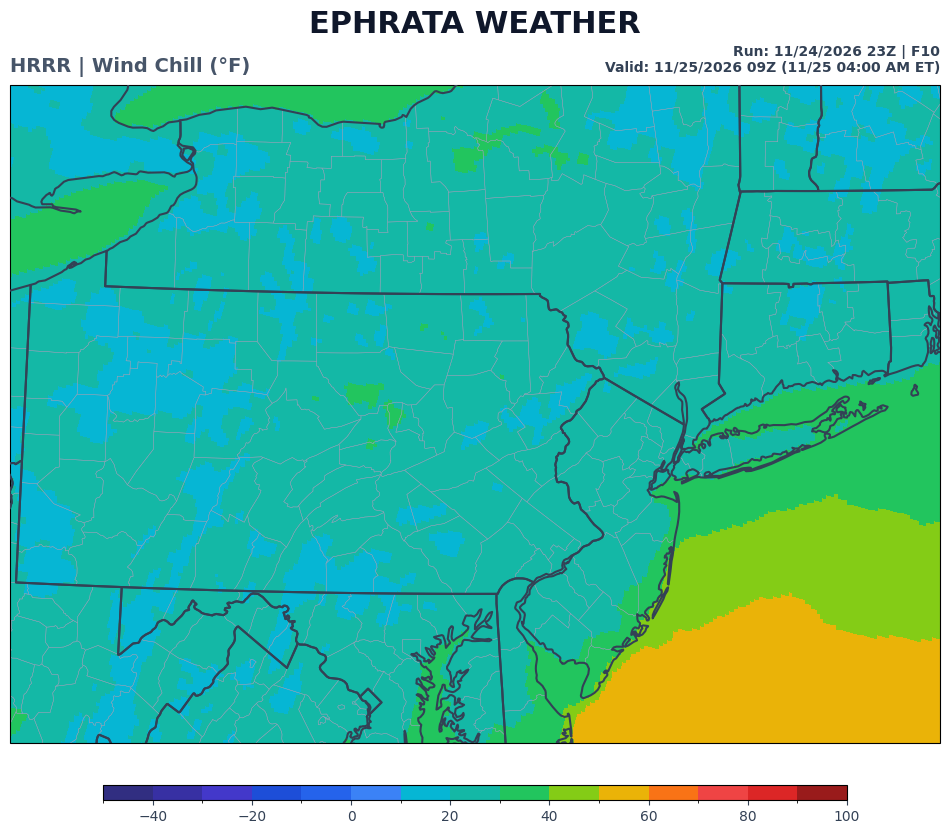 EPHRATA WEATHER
HRRR | Wind Chill (°F)
Run: 11/24/2026 23Z | F10
Valid: 11/25/2026 09Z (11/25 04:00 AM ET)
−40 −20 0 20 40 60 80 100